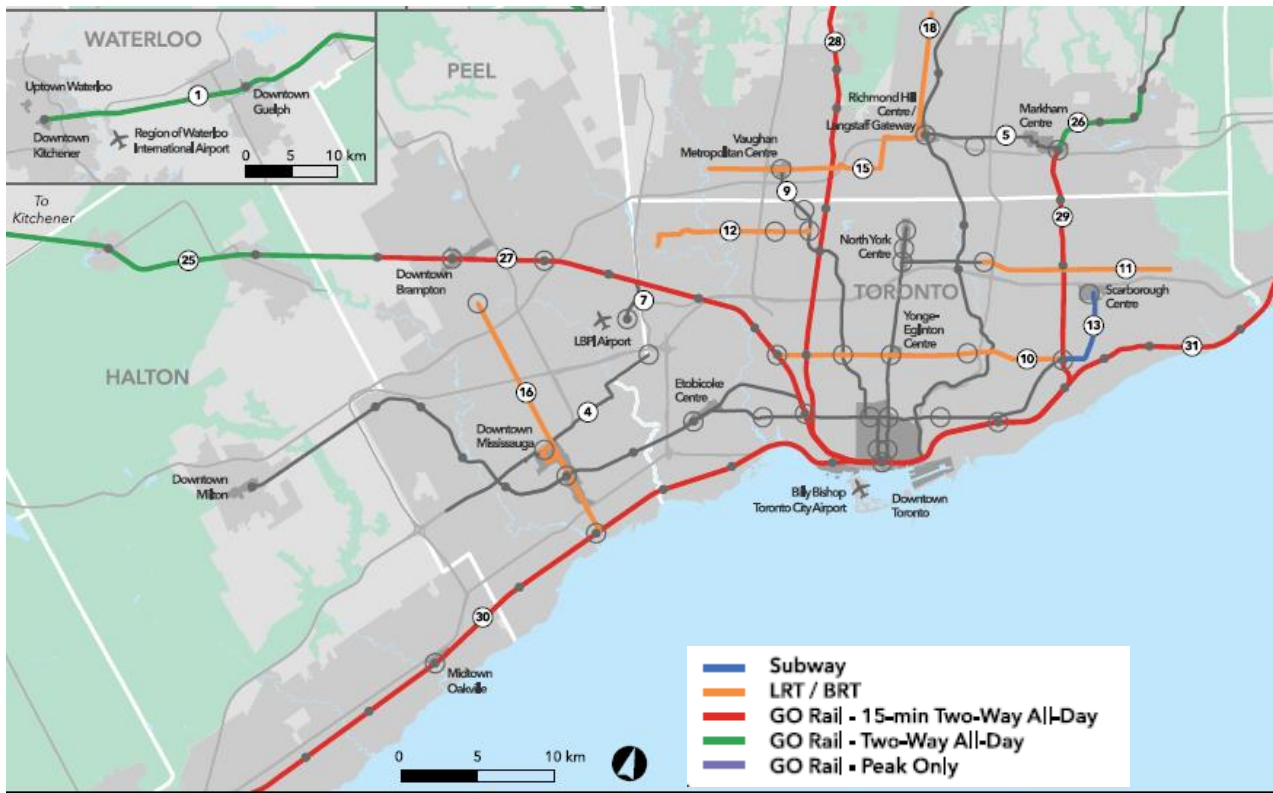 WATERLOO
Uptown Waterloo
1
Downtown
Guelph
Downtown
Kitchener
Region of Waterloo
International Airport
0 5 10 km
PEEL
28
18
Richmond Hill
Centre /
Langstaff Gateway
Markham
Centre
26
5
Vaughan
Metropolitan Centre
15
9
To
Kitchener
12
29
25
27
Downtown
Brampton
North York
Centre
11
7
LBPI Airport
TORONTO
Scarborough
Centre
13
Yonge-
Eglinton
Centre
10
31
HALTON
16
4
Etobicoke
Centre
Downtown
Mississauga
Downtown
Milton
Billy Bishop
Toronto City Airport
Downtown
Toronto
30
Midtown
Oakville
0 5 10 km
Subway
LRT / BRT
GO Rail - 15-min Two-Way All-Day
GO Rail - Two-Way All-Day
GO Rail - Peak Only